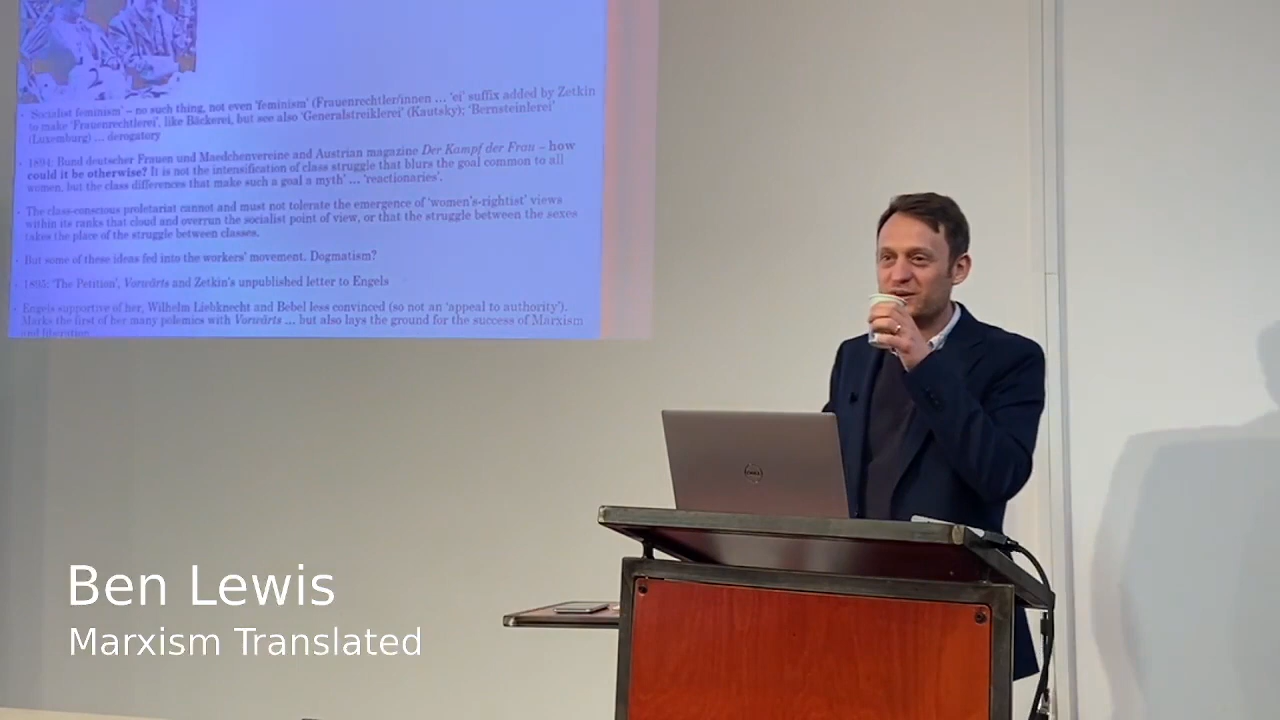 · 'Socialist feminism' – no such thing, not even 'feminism' (Frauenrechtler/innen ... 'ei' suffix added by Zetkin
to make 'Frauenrechtlerei', like Bäckerei, but see also 'Generalstreiklerei' (Kautsky); 'Bernsteinlerei'
(Luxemburg) ... derogatory
· 1894: Bund deutscher Frauen und Maedchenvereine and Austrian magazine Der Kampf der Frau – how
could it be otherwise? It is not the intensification of class struggle that blurs the goal common to all
women, but the class differences that make such a goal a myth' ... 'reactionaries'.
· The class-conscious proletariat cannot and must not tolerate the emergence of 'women's-rightist' views
within its ranks that cloud and overrun the socialist point of view, or that the struggle between the sexes
takes the place of the struggle between classes.
· But some of these ideas fed into the workers' movement. Dogmatism?
· 1895: 'The Petition', Vorwärts and Zetkin's unpublished letter to Engels
· Engels supportive of her, Wilhelm Liebknecht and Bebel less convinced (so not an 'appeal to authority').
Marks the first of her many polemics with Vorwärts ... but also lays the ground for the success of Marxism
and liberation
DELL
Ben Lewis
Marxism Translated